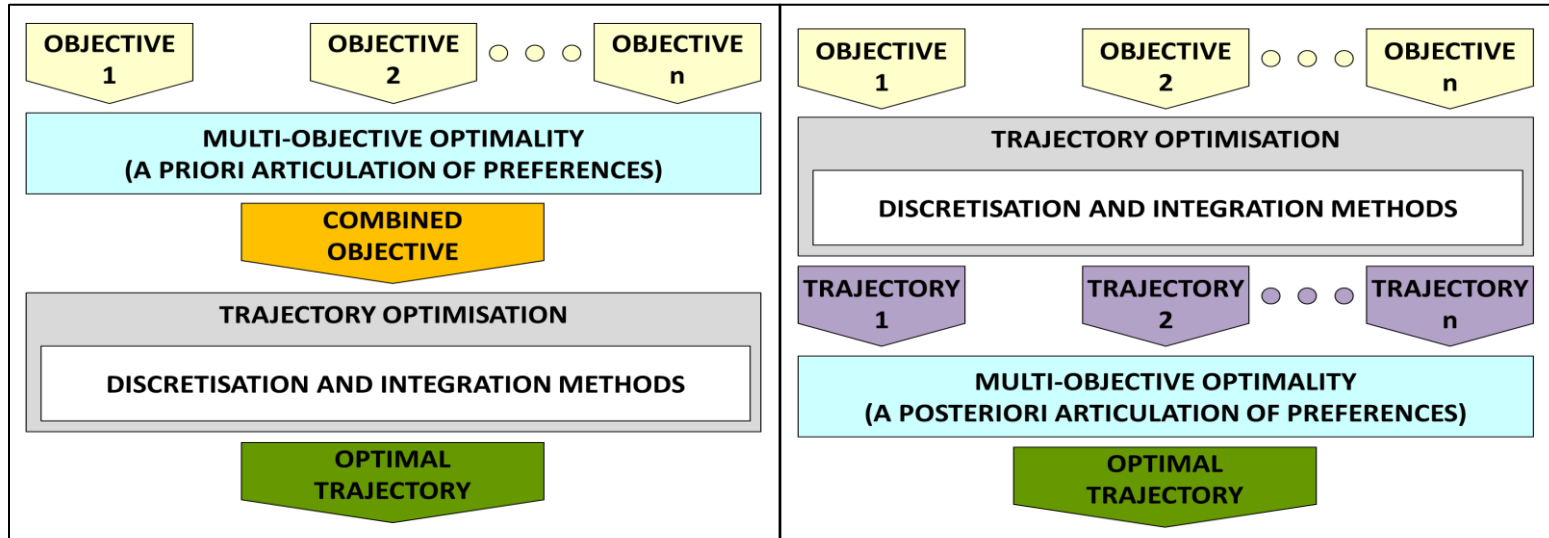 OBJECTIVE
1
OBJECTIVE
2
OBJECTIVE
n
MULTI-OBJECTIVE OPTIMALITY
(A PRIORI ARTICULATION OF PREFERENCES)
COMBINED
OBJECTIVE
TRAJECTORY OPTIMISATION
DISCRETISATION AND INTEGRATION METHODS
OPTIMAL
TRAJECTORY
OBJECTIVE
1
OBJECTIVE
2
OBJECTIVE
n
TRAJECTORY OPTIMISATION
DISCRETISATION AND INTEGRATION METHODS
TRAJECTORY
1
TRAJECTORY
2
TRAJECTORY
n
MULTI-OBJECTIVE OPTIMALITY
(A POSTERIORI ARTICULATION OF PREFERENCES)
OPTIMAL
TRAJECTORY